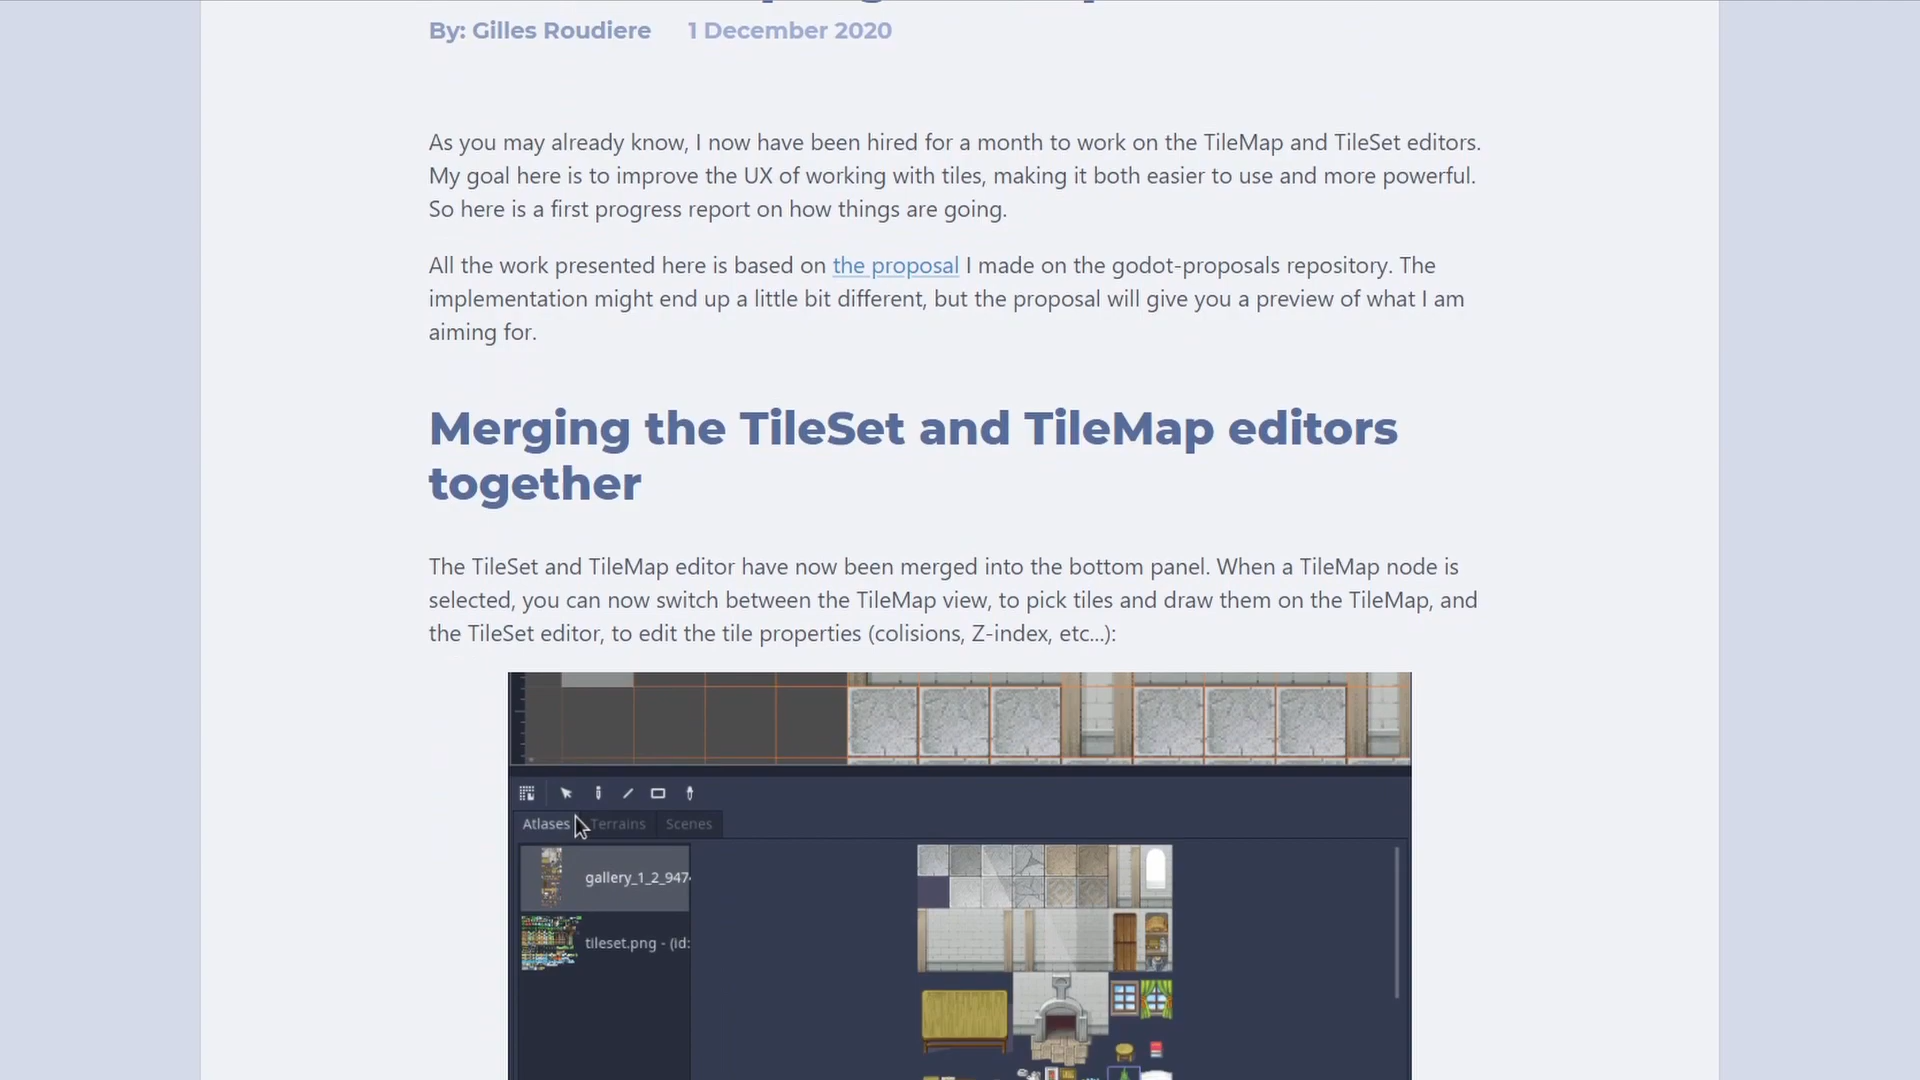 By: Gilles Roudiere 1 December 2020
As you may already know, I now have been hired for a month to work on the TileMap and TileSet editors.
My goal here is to improve the UX of working with tiles, making it both easier to use and more powerful.
So here is a first progress report on how things are going.
All the work presented here is based on the proposal I made on the godot-proposals repository. The
implementation might end up a little bit different, but the proposal will give you a preview of what I am
aiming for.
Merging the TileSet and TileMap editors
together
The TileSet and TileMap editor have now been merged into the bottom panel. When a TileMap node is
selected, you can now switch between the TileMap view, to pick tiles and draw them on the TileMap, and
the TileSet editor, to edit the tile properties (colisions, Z-index, etc...):
Atlases Terrains Scenes
gallery_1_2_947
tileset.png - (id: